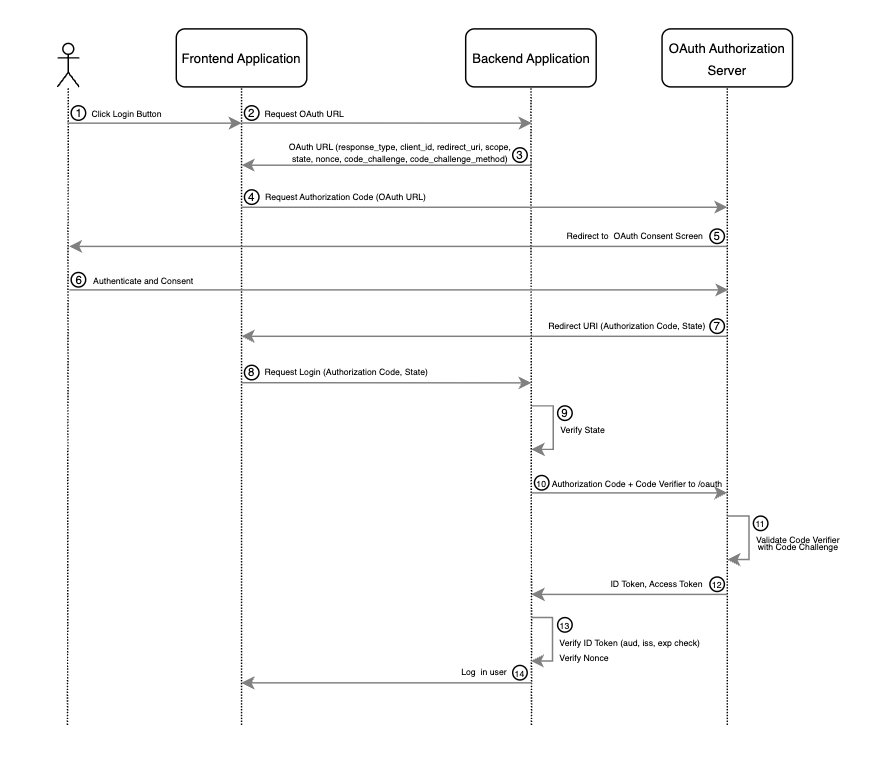 Frontend Application
Backend Application
OAuth Authorization
Server
1 Click Login Button
2 Request OAuth URL
OAuth URL (response_type, client_id, redirect_uri, scope,
state, nonce, code_challenge, code_challenge_method)
3
4 Request Authorization Code (OAuth URL)
Redirect to OAuth Consent Screen 5
6 Authenticate and Consent
Redirect URI (Authorization Code, State) 7
8 Request Login (Authorization Code, State)
9
Verify State
10 Authorization Code + Code Verifier to /oauth
11
Validate Code Verifier
with Code Challenge
ID Token, Access Token 12
13
Verify ID Token (aud, iss, exp check)
Verify Nonce
Log in user 14